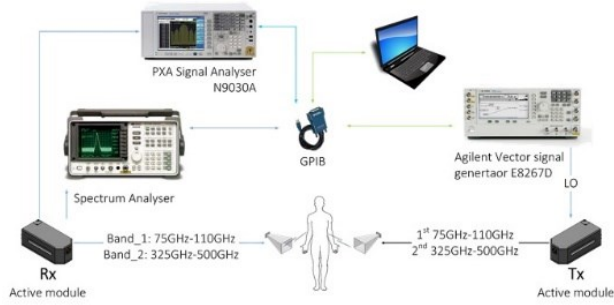 PXA Signal Analyser
N9030A
GPIB
Agilent Vector signal
genertaor E8267D
LO
Spectrum Analyser
Band_1: 75GHz-110GHz
Band_2: 325GHz-500GHz
1st 75GHz-110GHz
2nd 325GHz-500GHz
Rx
Active module
Tx
Active module